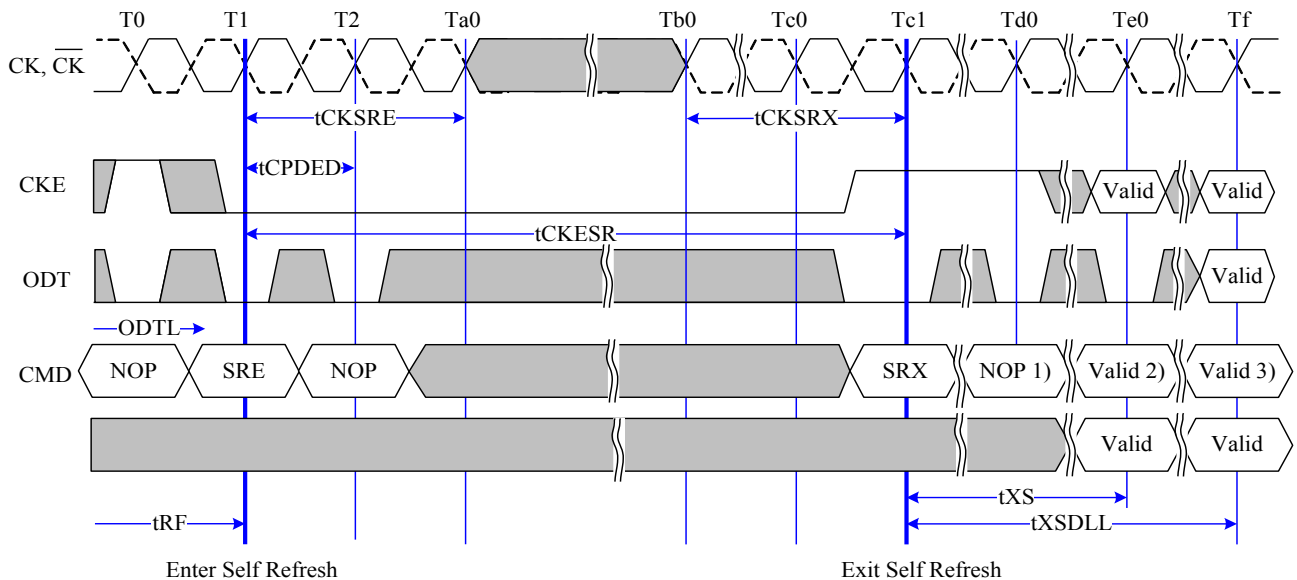 T0 T1 T2 Ta0 Tb0 Tc0 Tc1 Td0 Te0 Tf
CK, C̅K̅
tCKSRE tCKSRX
tCPDED
CKE Valid Valid
tCKESR
ODT Valid
ODTL
CMD NOP SRE NOP SRX NOP 1) Valid 2) Valid 3)
Valid Valid
tXS
tRF tXSDLL
Enter Self Refresh Exit Self Refresh